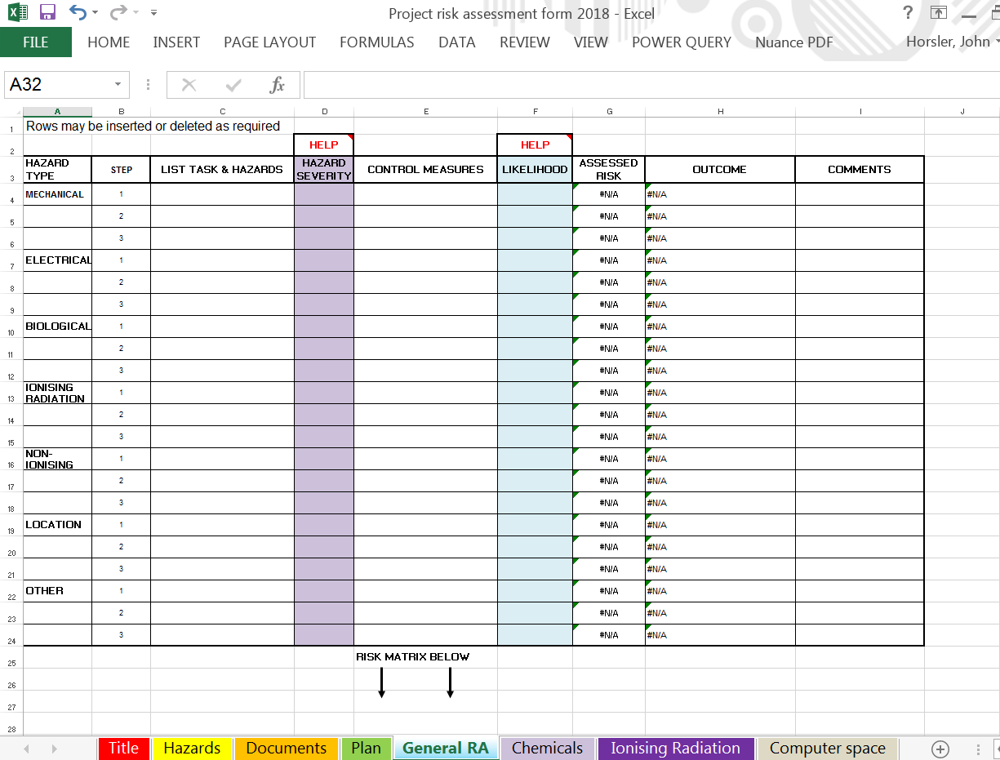 Project risk assessment form 2018 - Excel
?
FILE HOME INSERT PAGE LAYOUT FORMULAS DATA REVIEW VIEW POWER QUERY Nuance PDF Horsler, John
A32 fx
A B C D E F G H I J
1 Rows may be inserted or deleted as required
2 HELP HELP
3 HAZARD TYPE STEP LIST TASK & HAZARDS HAZARD SEVERITY CONTROL MEASURES LIKELIHOOD ASSESSED RISK OUTCOME COMMENTS
4 MECHANICAL 1 #N/A #N/A
5 2 #N/A #N/A
6 3 #N/A #N/A
7 ELECTRICAL 1 #N/A #N/A
8 2 #N/A #N/A
9 3 #N/A #N/A
10 BIOLOGICAL 1 #N/A #N/A
11 2 #N/A #N/A
12 3 #N/A #N/A
13 IONISING RADIATION 1 #N/A #N/A
14 2 #N/A #N/A
15 3 #N/A #N/A
16 NON-IONISING 1 #N/A #N/A
17 2 #N/A #N/A
18 3 #N/A #N/A
19 LOCATION 1 #N/A #N/A
20 2 #N/A #N/A
21 3 #N/A #N/A
22 OTHER 1 #N/A #N/A
23 2 #N/A #N/A
24 3 #N/A #N/A
25 RISK MATRIX BELOW
26
27
28
Title Hazards Documents Plan General RA Chemicals Ionising Radiation Computer space